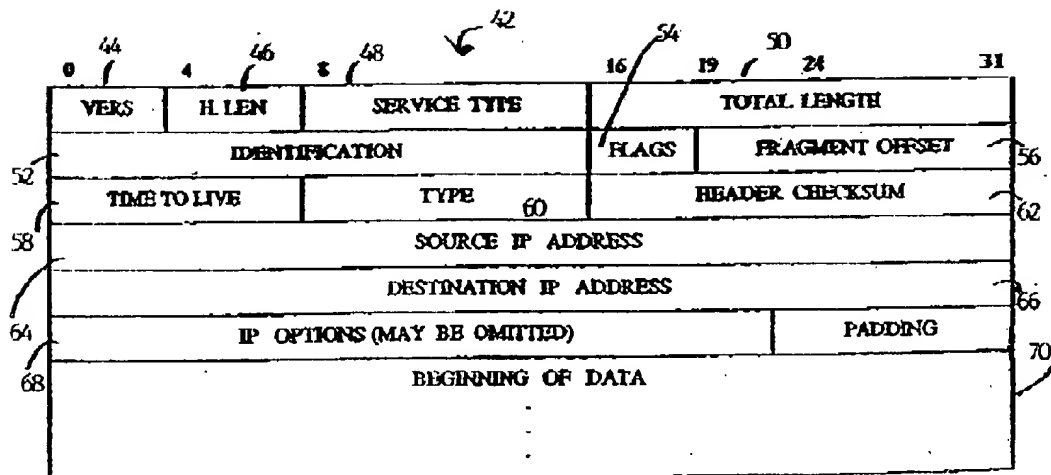 42
44 46 48 54 50
0 4 8 16 19 24 31
VERS H. LEN SERVICE TYPE TOTAL LENGTH
IDENTIFICATION FLAGS FRAGMENT OFFSET
52 56
TIME TO LIVE TYPE HEADER CHECKSUM
58 60 62
SOURCE IP ADDRESS
DESTINATION IP ADDRESS
64 66
IP OPTIONS (MAY BE OMITTED) PADDING
68 70
BEGINNING OF DATA